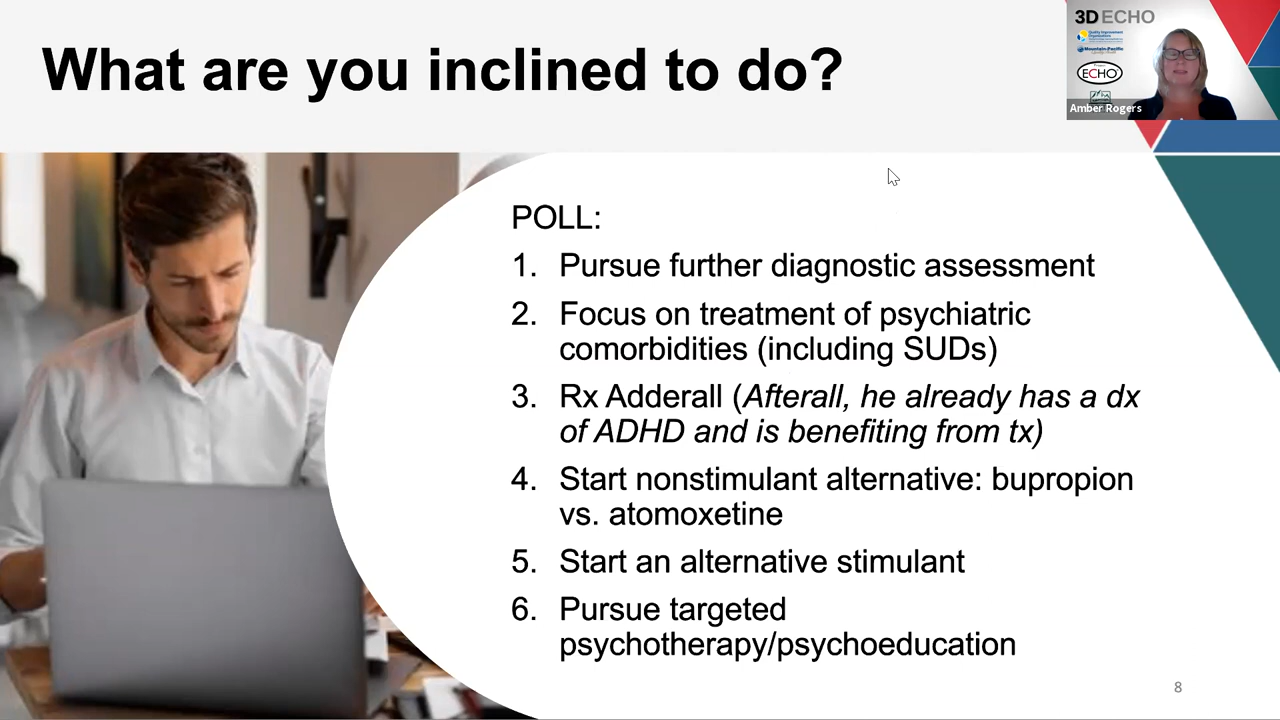 What are you inclined to do?
3D ECHO
Mountain-Pacific
ECHO
Amber Rogers
POLL:
1. Pursue further diagnostic assessment
2. Focus on treatment of psychiatric
comorbidities (including SUDs)
3. Rx Adderall (Afterall, he already has a dx
of ADHD and is benefiting from tx)
4. Start nonstimulant alternative: bupropion
vs. atomoxetine
5. Start an alternative stimulant
6. Pursue targeted
psychotherapy/psychoeducation
8